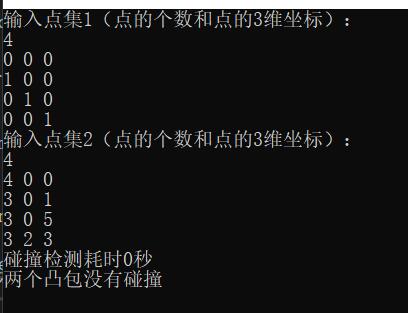 输入点集1（点的个数和点的3维坐标）：
4
0 0 0
1 0 0
0 1 0
0 0 1
输入点集2（点的个数和点的3维坐标）：
4
4 0 0
3 0 1
3 0 5
3 2 3
碰撞检测耗时0秒
两个凸包没有碰撞